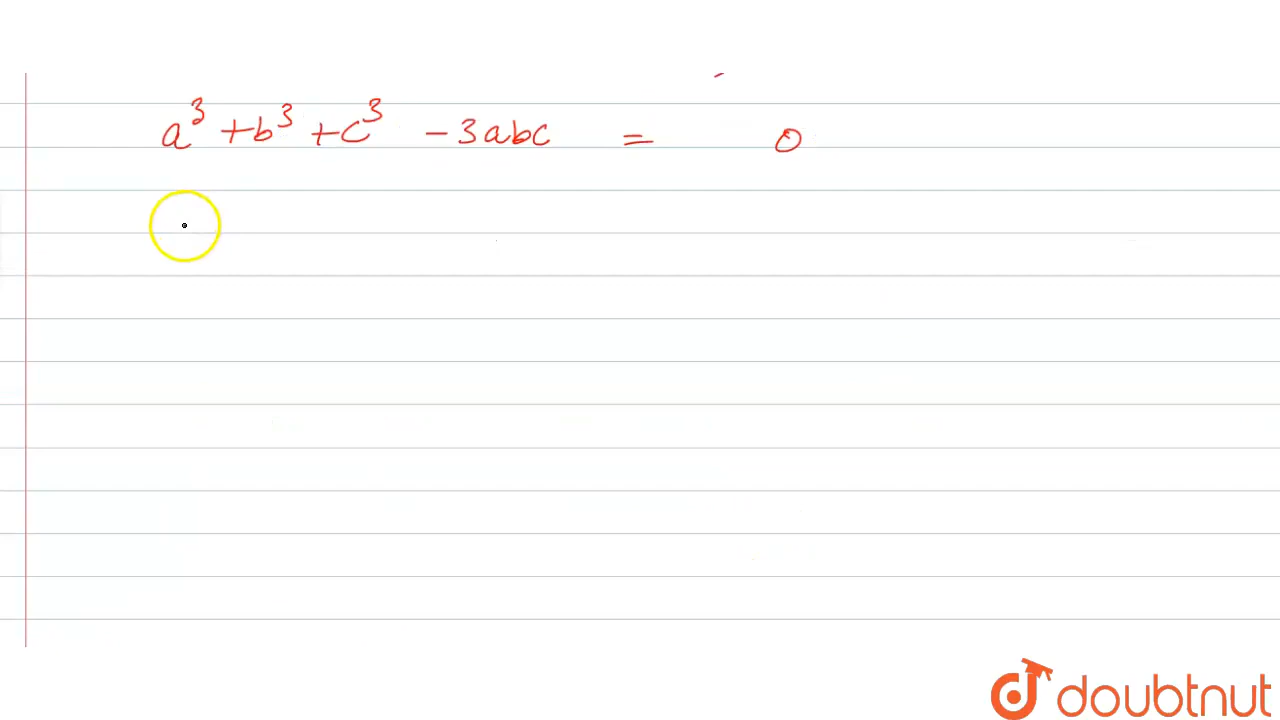 a³ + b³ + c³ - 3abc = 0
doubtnut